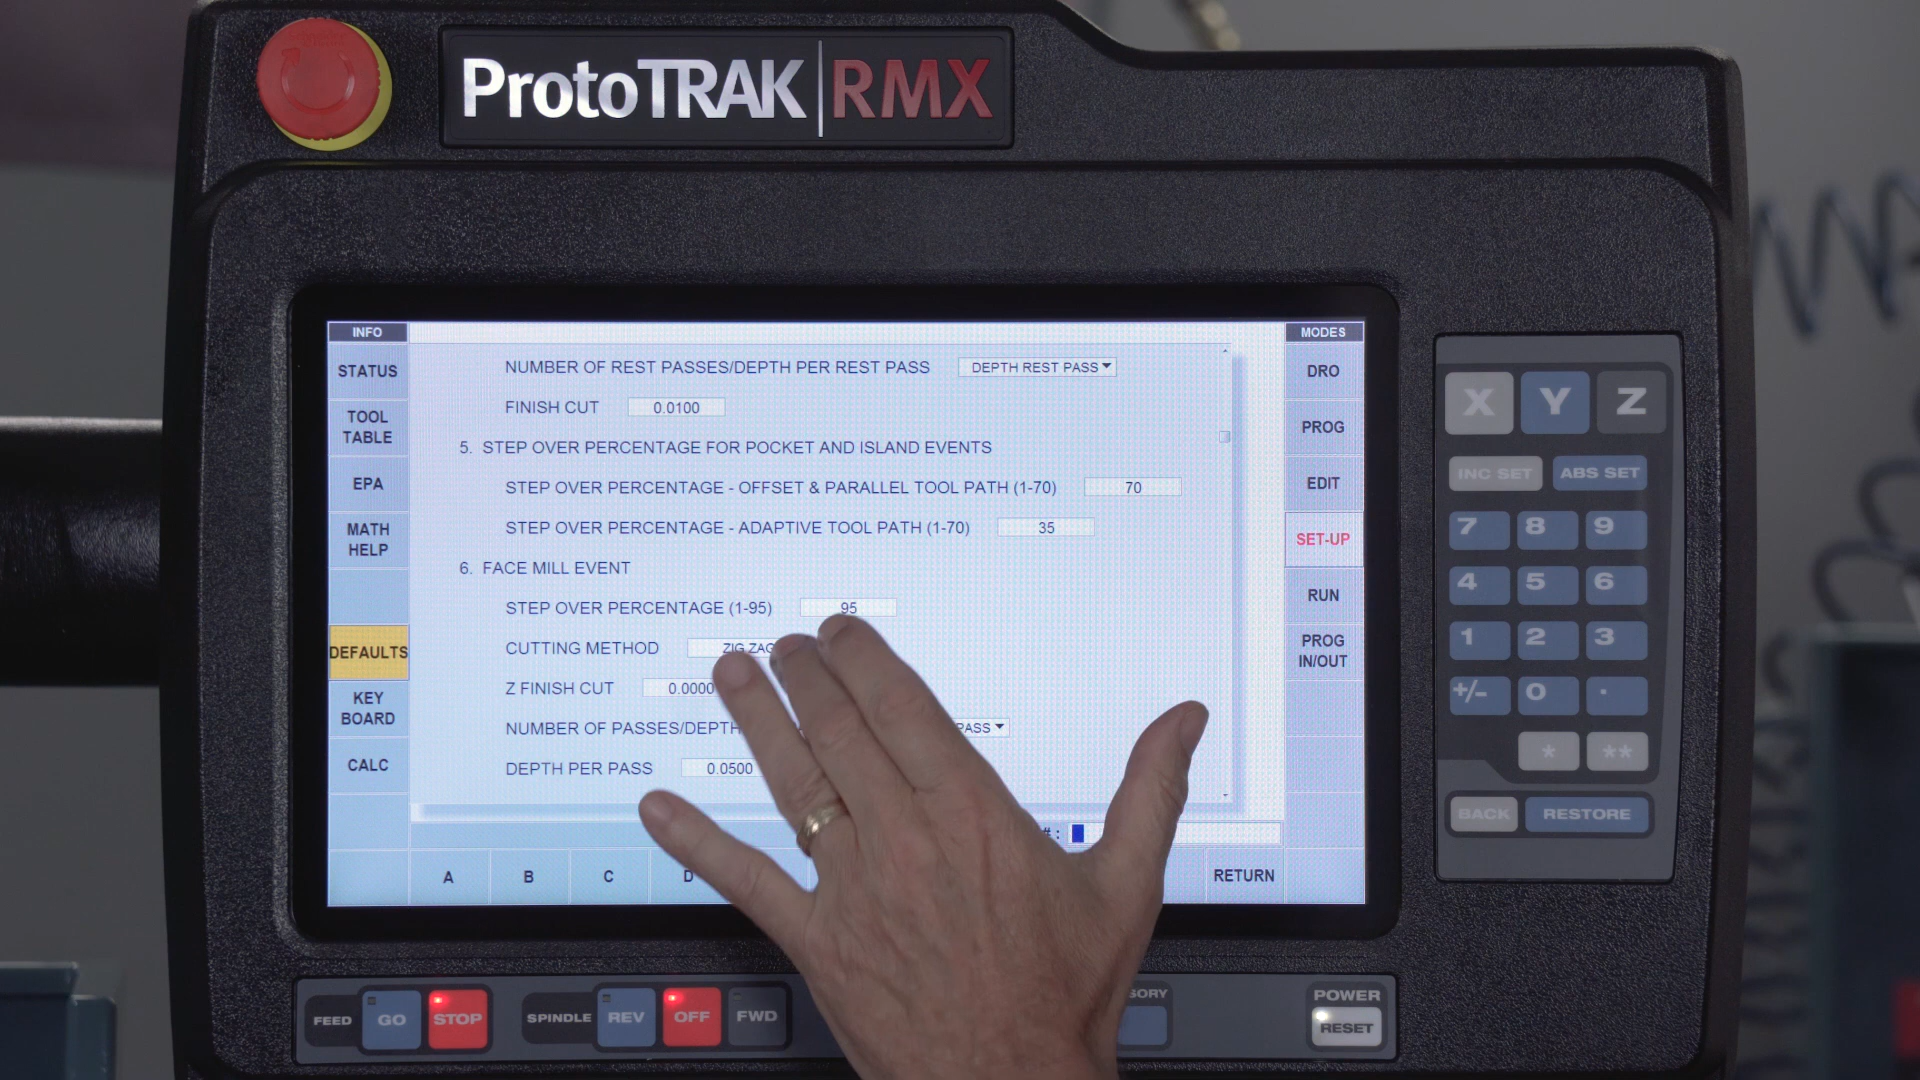 ProtoTRAK RMX
INFO
STATUS
TOOL
TABLE
EPA
MATH
HELP
DEFAULTS
KEY
BOARD
CALC
NUMBER OF REST PASSES/DEPTH PER REST PASS DEPTH REST PASS
FINISH CUT 0.0100
5. STEP OVER PERCENTAGE FOR POCKET AND ISLAND EVENTS
STEP OVER PERCENTAGE - OFFSET & PARALLEL TOOL PATH (1-70) 70
STEP OVER PERCENTAGE - ADAPTIVE TOOL PATH (1-70) 35
6. FACE MILL EVENT
STEP OVER PERCENTAGE (1-95) 95
CUTTING METHOD ZIG ZAG
Z FINISH CUT 0.0000
NUMBER OF PASSES/DEPTH PASS
DEPTH PER PASS 0.0500
# :
A B C D RETURN
MODES
DRO
PROG
EDIT
SET-UP
RUN
PROG
IN/OUT
X Y Z
INC SET ABS SET
7 8 9
4 5 6
1 2 3
+/- 0 .
* **
BACK RESTORE
FEED GO STOP
SPINDLE REV OFF FWD
POWER
RESET